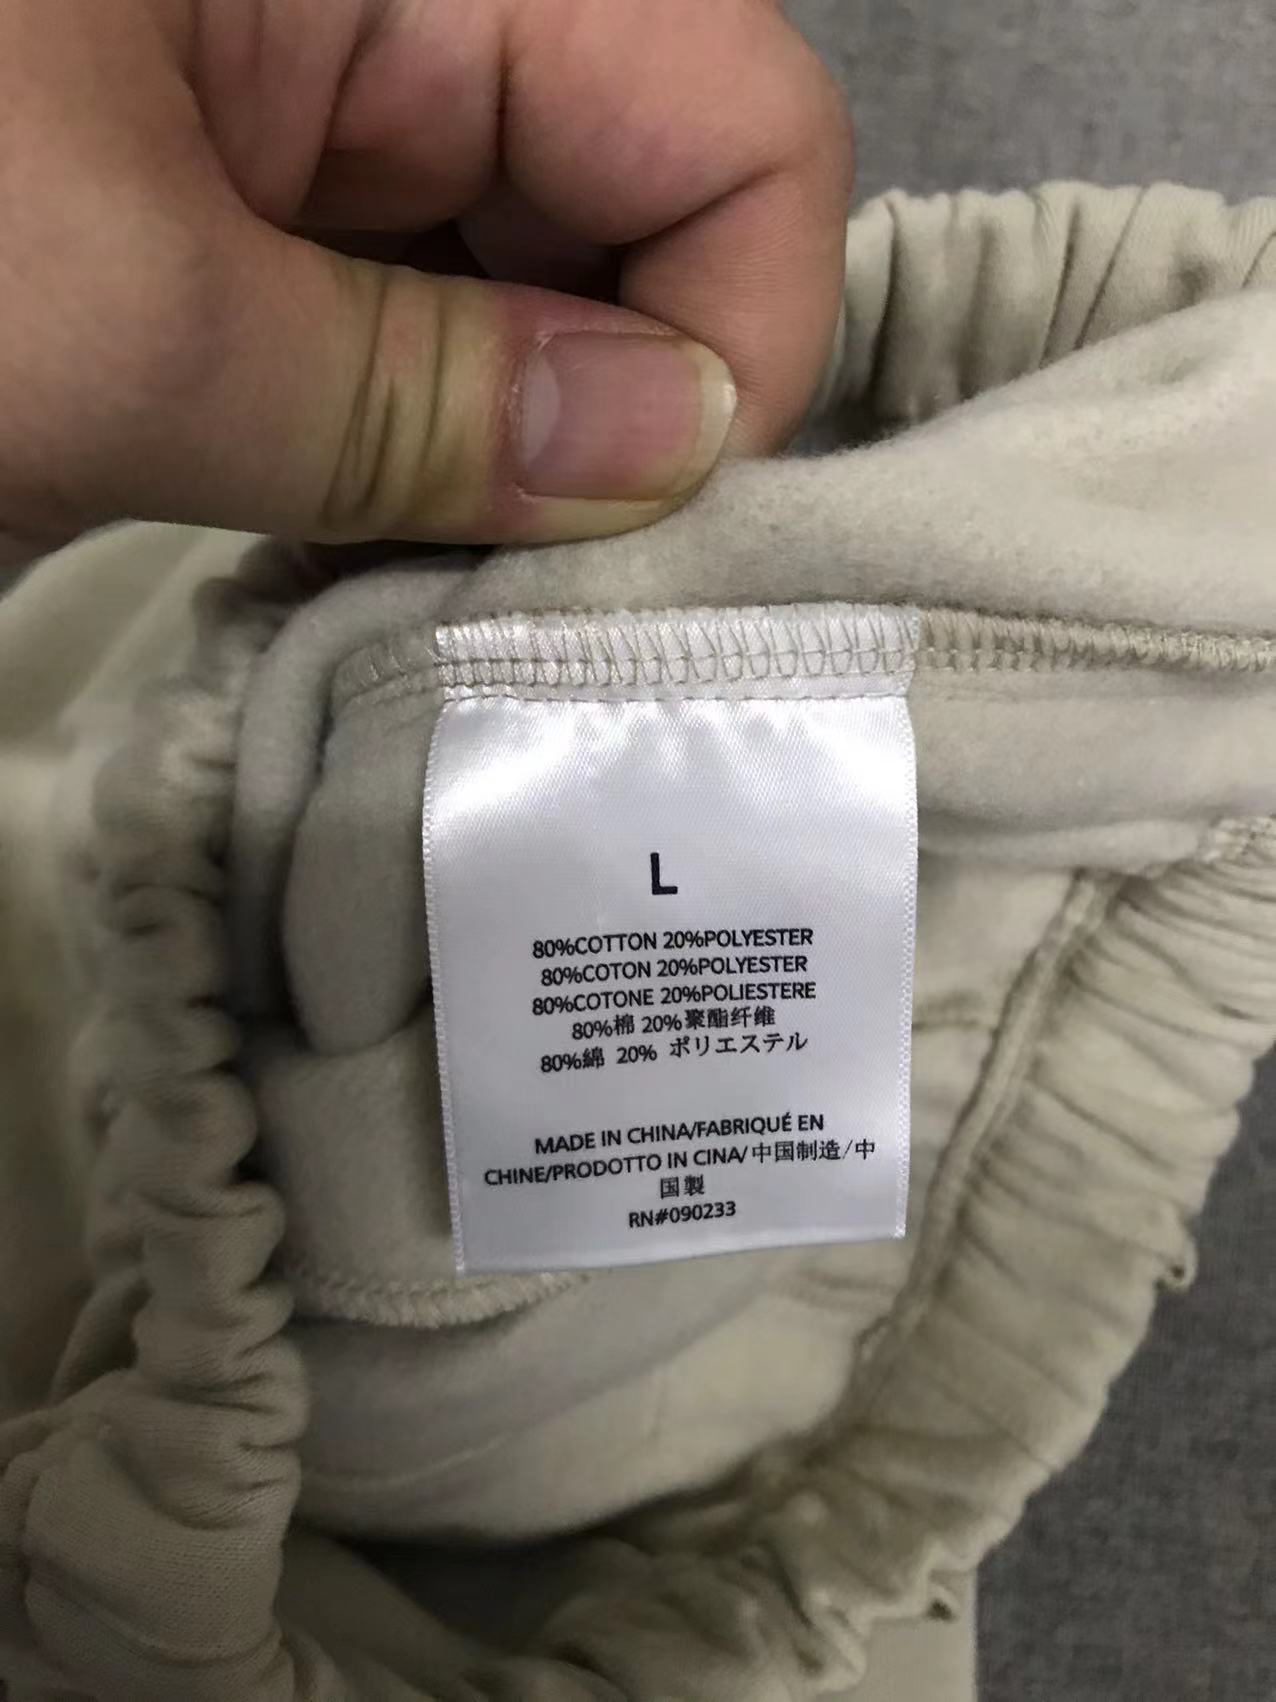 L
80%COTTON 20%POLYESTER
80%COTON 20%POLYESTER
80%COTONE 20%POLIESTERE
80%棉 20%聚酯纤维
80%綿 20% ポリエステル
MADE IN CHINA/FABRIQUÉ EN
CHINE/PRODOTTO IN CINA/中国制造/中
国製
RN#090233